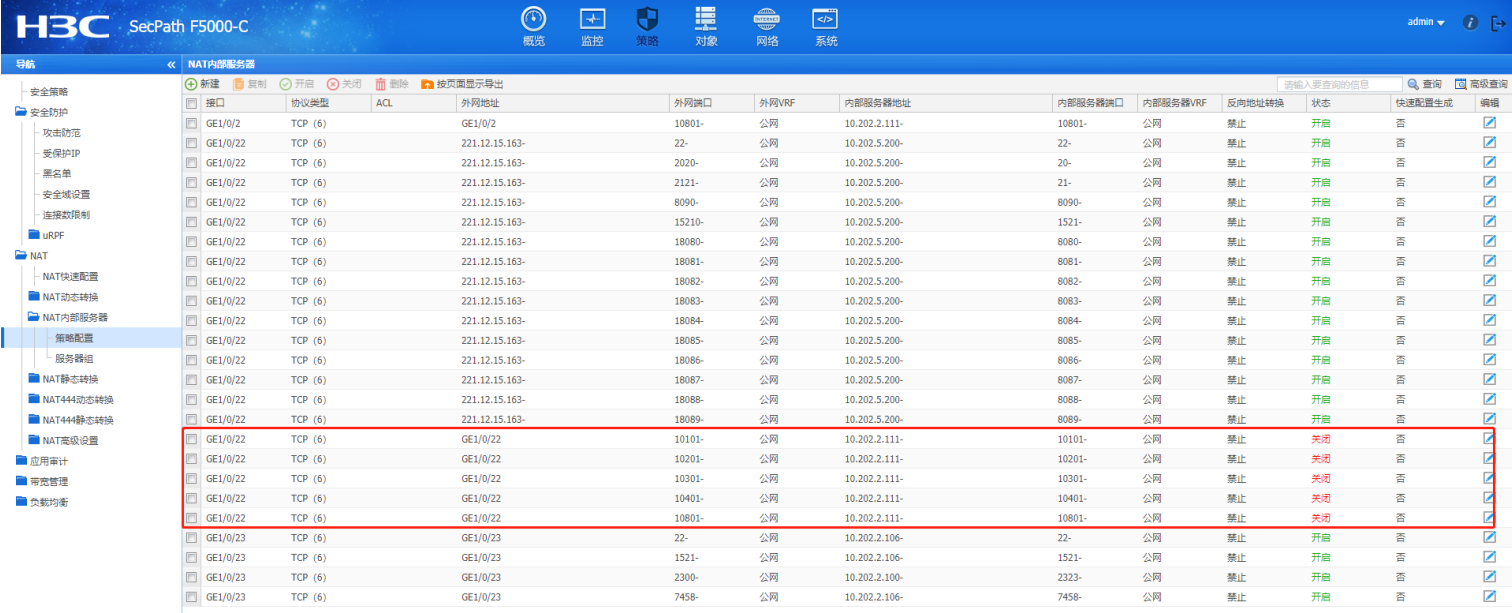 H3C SecPath F5000-C
概览 监控 策略 对象 网络 系统
admin
导航 « NAT内部服务器
新建 复制 开启 关闭 删除 按页面显示导出 请输入要查询的信息 查询 高级查询
安全策略
安全防护
攻击防范
受保护IP
黑名单
安全域设置
连接数限制
uRPF
NAT
NAT快速配置
NAT动态转换
NAT内部服务器
策略配置
服务器组
NAT静态转换
NAT444动态转换
NAT444静态转换
NAT高级设置
应用审计
带宽管理
负载均衡
接口 协议类型 ACL 外网地址 外网端口 外网VRF 内部服务器地址 内部服务器端口 内部服务器VRF 反向地址转换 状态 快速配置生成 编辑
GE1/0/2 TCP (6) GE1/0/2 10801- 公网 10.202.2.111- 10801- 公网 禁止 开启 否
GE1/0/22 TCP (6) 221.12.15.163- 22- 公网 10.202.5.200- 22- 公网 禁止 开启 否
GE1/0/22 TCP (6) 221.12.15.163- 2020- 公网 10.202.5.200- 20- 公网 禁止 开启 否
GE1/0/22 TCP (6) 221.12.15.163- 2121- 公网 10.202.5.200- 21- 公网 禁止 开启 否
GE1/0/22 TCP (6) 221.12.15.163- 8090- 公网 10.202.5.200- 8090- 公网 禁止 开启 否
GE1/0/22 TCP (6) 221.12.15.163- 15210- 公网 10.202.5.200- 1521- 公网 禁止 开启 否
GE1/0/22 TCP (6) 221.12.15.163- 18080- 公网 10.202.5.200- 8080- 公网 禁止 开启 否
GE1/0/22 TCP (6) 221.12.15.163- 18081- 公网 10.202.5.200- 8081- 公网 禁止 开启 否
GE1/0/22 TCP (6) 221.12.15.163- 18082- 公网 10.202.5.200- 8082- 公网 禁止 开启 否
GE1/0/22 TCP (6) 221.12.15.163- 18083- 公网 10.202.5.200- 8083- 公网 禁止 开启 否
GE1/0/22 TCP (6) 221.12.15.163- 18084- 公网 10.202.5.200- 8084- 公网 禁止 开启 否
GE1/0/22 TCP (6) 221.12.15.163- 18085- 公网 10.202.5.200- 8085- 公网 禁止 开启 否
GE1/0/22 TCP (6) 221.12.15.163- 18086- 公网 10.202.5.200- 8086- 公网 禁止 开启 否
GE1/0/22 TCP (6) 221.12.15.163- 18087- 公网 10.202.5.200- 8087- 公网 禁止 开启 否
GE1/0/22 TCP (6) 221.12.15.163- 18088- 公网 10.202.5.200- 8088- 公网 禁止 开启 否
GE1/0/22 TCP (6) 221.12.15.163- 18089- 公网 10.202.5.200- 8089- 公网 禁止 开启 否
GE1/0/22 TCP (6) GE1/0/22 10101- 公网 10.202.2.111- 10101- 公网 禁止 关闭 否
GE1/0/22 TCP (6) GE1/0/22 10201- 公网 10.202.2.111- 10201- 公网 禁止 关闭 否
GE1/0/22 TCP (6) GE1/0/22 10301- 公网 10.202.2.111- 10301- 公网 禁止 关闭 否
GE1/0/22 TCP (6) GE1/0/22 10401- 公网 10.202.2.111- 10401- 公网 禁止 关闭 否
GE1/0/22 TCP (6) GE1/0/22 10801- 公网 10.202.2.111- 10801- 公网 禁止 关闭 否
GE1/0/23 TCP (6) GE1/0/23 22- 公网 10.202.2.106- 22- 公网 禁止 开启 否
GE1/0/23 TCP (6) GE1/0/23 1521- 公网 10.202.2.106- 1521- 公网 禁止 开启 否
GE1/0/23 TCP (6) GE1/0/23 2300- 公网 10.202.2.100- 2323- 公网 禁止 开启 否
GE1/0/23 TCP (6) GE1/0/23 7458- 公网 10.202.2.106- 7458- 公网 禁止 开启 否